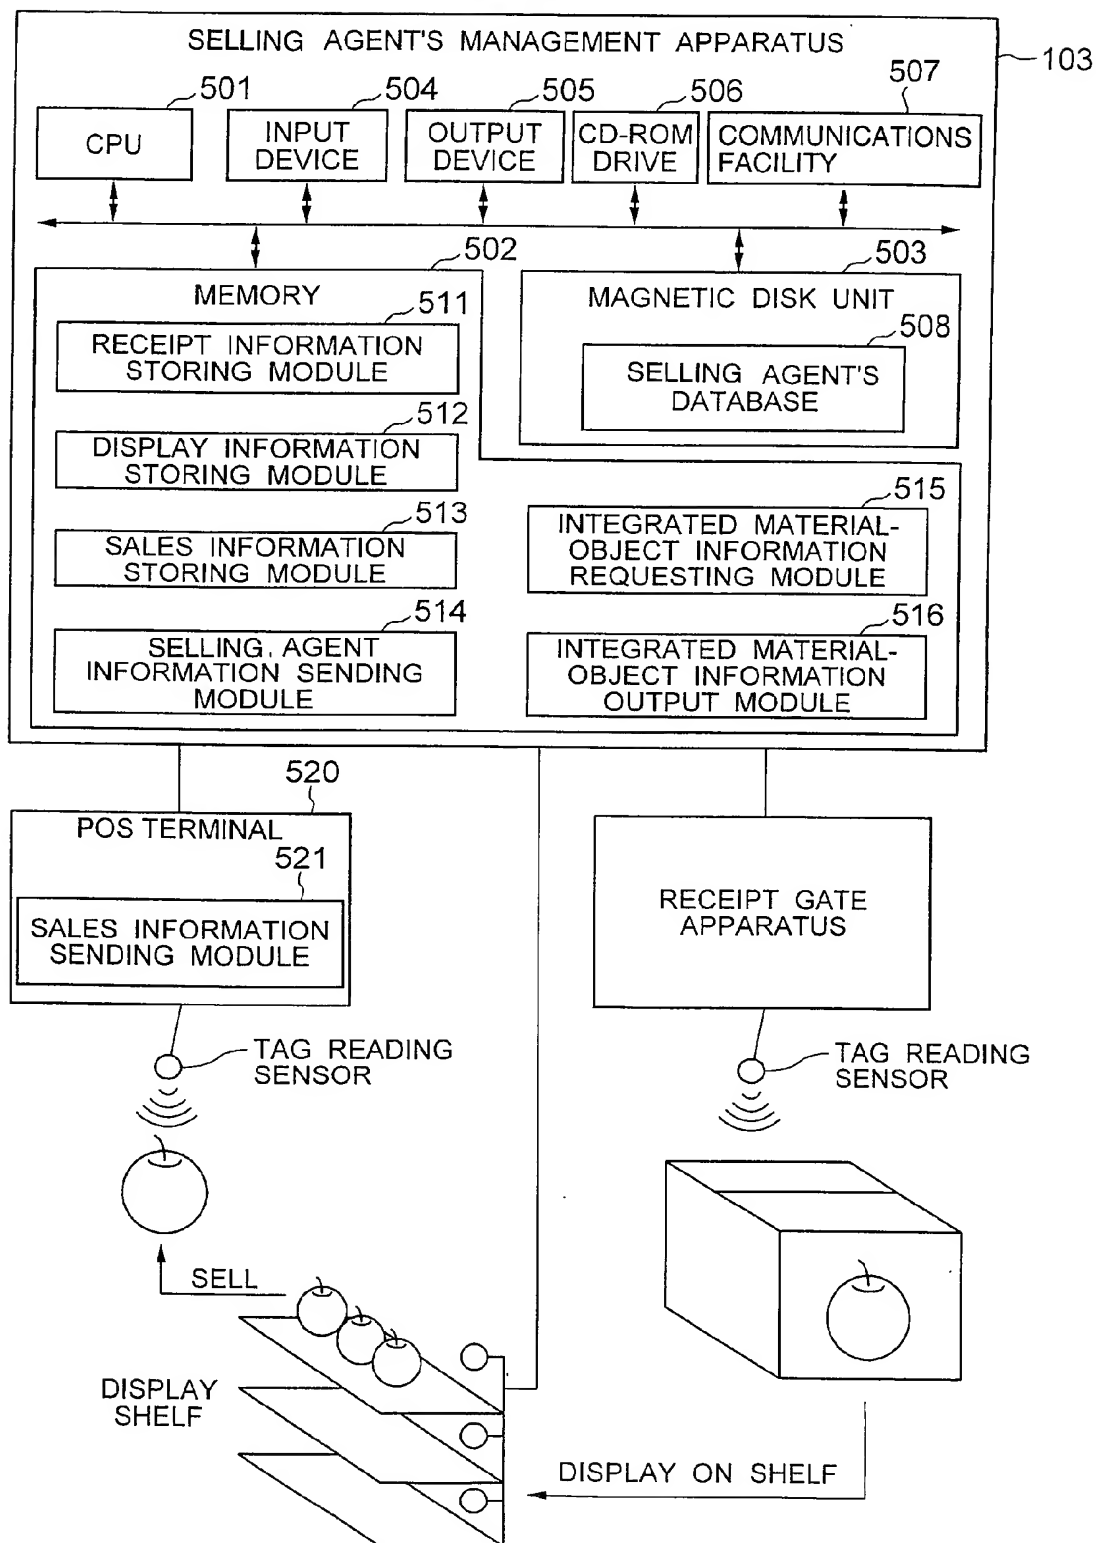 SELLING AGENT'S MANAGEMENT APPARATUS
103
501
504
505
506
507
CPU
INPUT
DEVICE
OUTPUT
DEVICE
CD-ROM
DRIVE
COMMUNICATIONS
FACILITY
502
503
MEMORY
MAGNETIC DISK UNIT
511
RECEIPT INFORMATION
STORING MODULE
508
SELLING AGENT'S
DATABASE
512
DISPLAY INFORMATION
STORING MODULE
513
SALES INFORMATION
STORING MODULE
515
INTEGRATED MATERIAL-
OBJECT INFORMATION
REQUESTING MODULE
514
SELLING AGENT
INFORMATION SENDING
MODULE
516
INTEGRATED MATERIAL-
OBJECT INFORMATION
OUTPUT MODULE
520
POS TERMINAL
521
SALES INFORMATION
SENDING MODULE
RECEIPT GATE
APPARATUS
TAG READING
SENSOR
TAG READING
SENSOR
SELL
DISPLAY
SHELF
DISPLAY ON SHELF